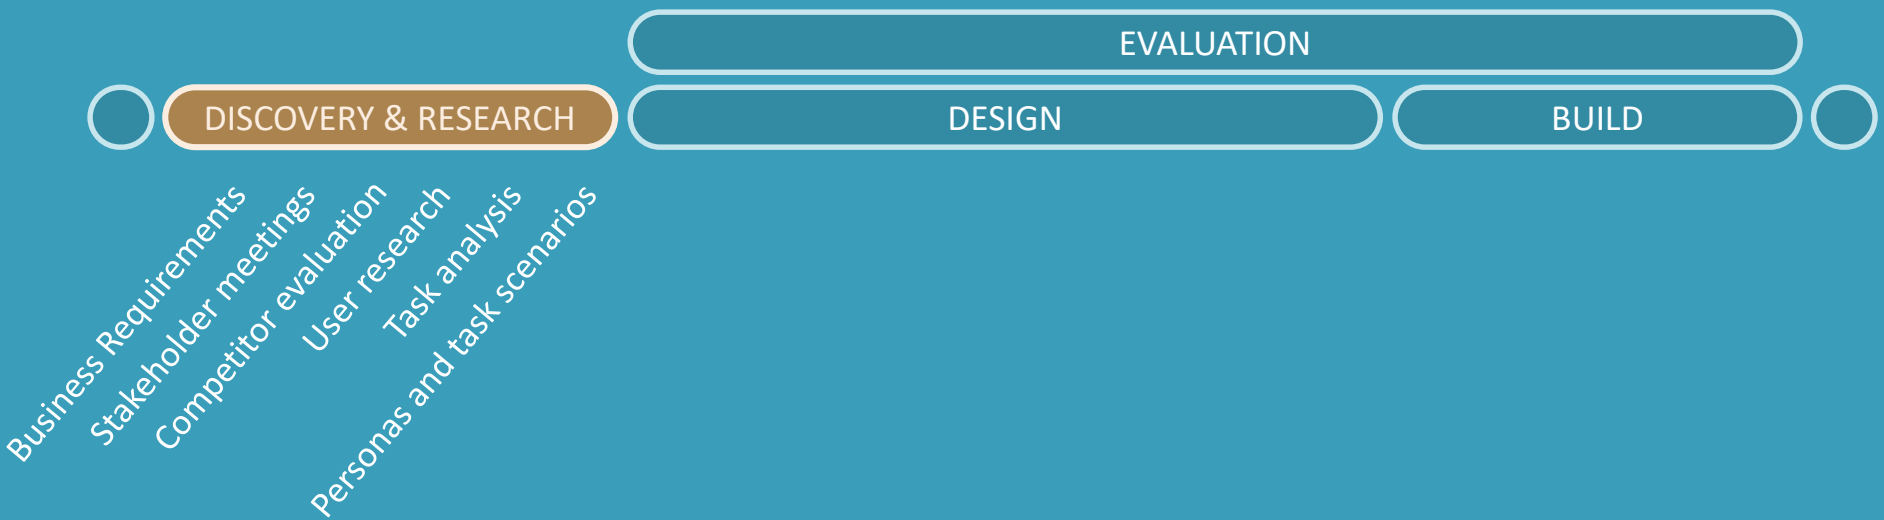 EVALUATION
DISCOVERY & RESEARCH
DESIGN
BUILD
Business Requirements
Stakeholder meetings
Competitor evaluation
User research
Task analysis
Personas and task scenarios